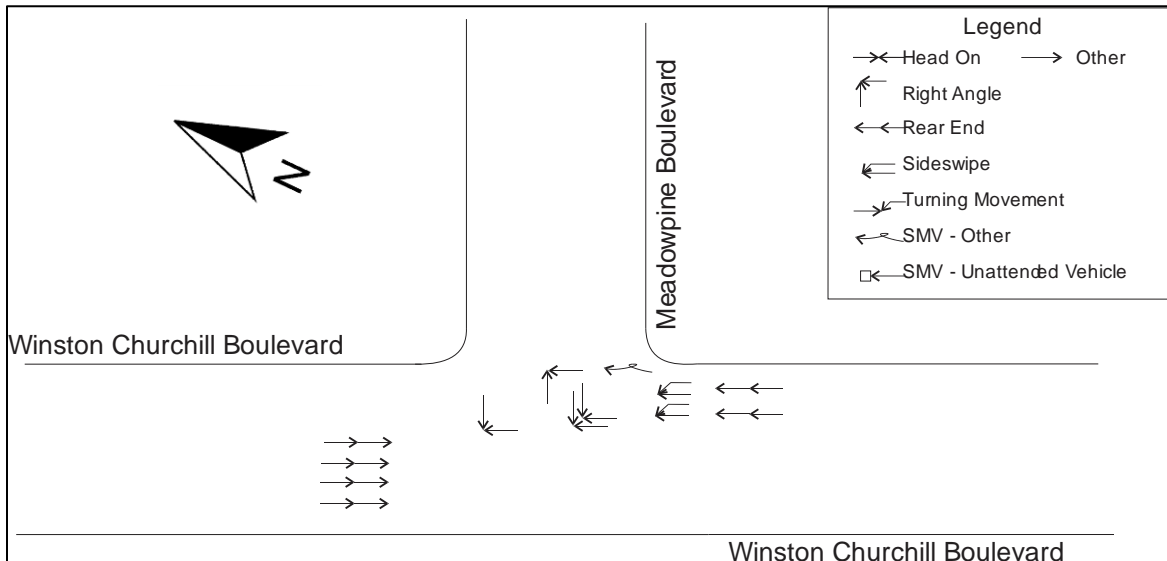 Legend
Head On
Other
Right Angle
Rear End
Sideswipe
Turning Movement
SMV - Other
SMV - Unattended Vehicle
Meadowpine Boulevard
N
Winston Churchill Boulevard
Winston Churchill Boulevard